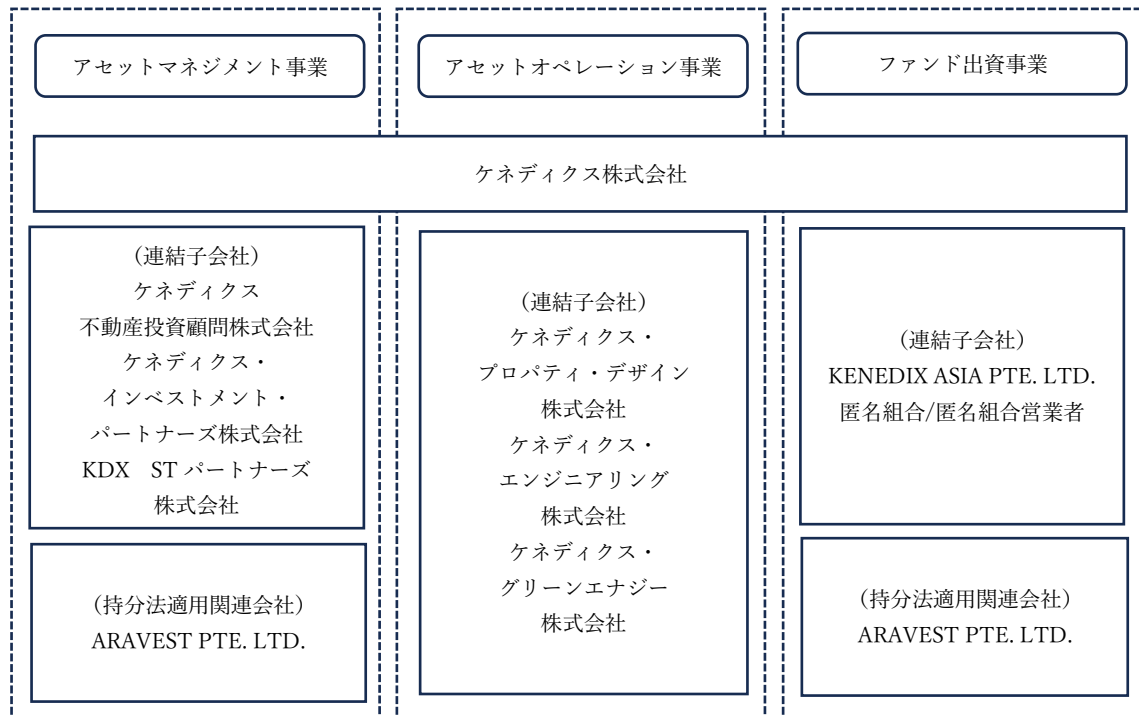 アセットマネジメント事業
アセットオペレーション事業
ファンド出資事業
ケネディクス株式会社
(連結子会社)
ケネディクス
不動産投資顧問株式会社
ケネディクス・
インベストメント・
パートナーズ株式会社
KDX ST パートナーズ
株式会社
(持分法適用関連会社)
ARAVEST PTE. LTD.
(連結子会社)
ケネディクス・
プロパティ・デザイン
株式会社
ケネディクス・
エンジニアリング
株式会社
ケネディクス・
グリーンエナジー
株式会社
(連結子会社)
KENEDIX ASIA PTE. LTD.
匿名組合/匿名組合営業者
(持分法適用関連会社)
ARAVEST PTE. LTD.